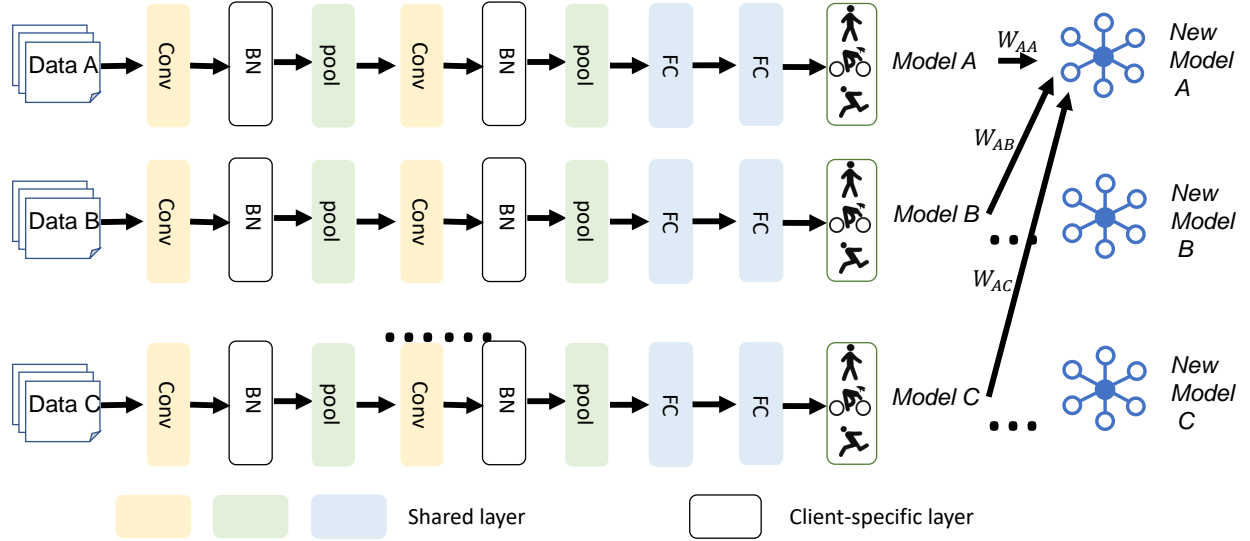 Data A
Conv
BN
pool
Conv
BN
pool
FC
FC
Model A
W_AA
New
Model
A
Data B
Conv
BN
pool
Conv
BN
pool
FC
FC
Model B
W_AB
New
Model
B
W_AC
Data C
Conv
BN
pool
Conv
BN
pool
FC
FC
Model C
New
Model
C
Shared layer
Client-specific layer